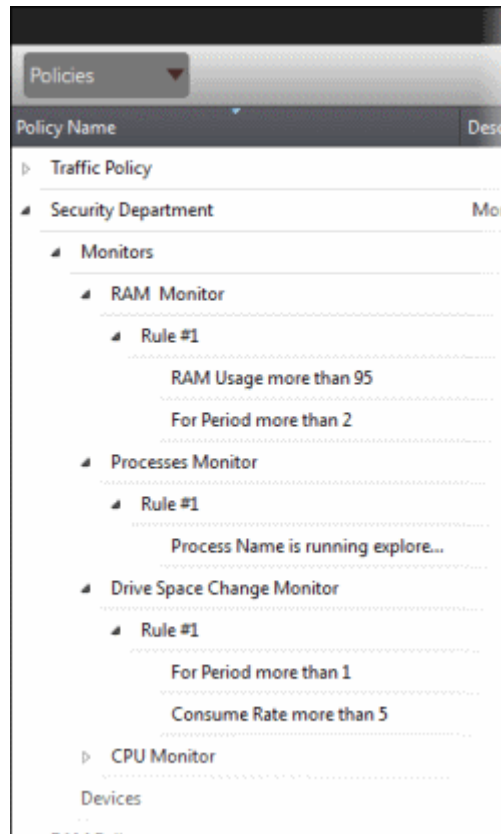 Policies
Policy Name Desc
Traffic Policy
Security Department Mo
Monitors
RAM Monitor
Rule #1
RAM Usage more than 95
For Period more than 2
Processes Monitor
Rule #1
Process Name is running explore...
Drive Space Change Monitor
Rule #1
For Period more than 1
Consume Rate more than 5
CPU Monitor
Devices